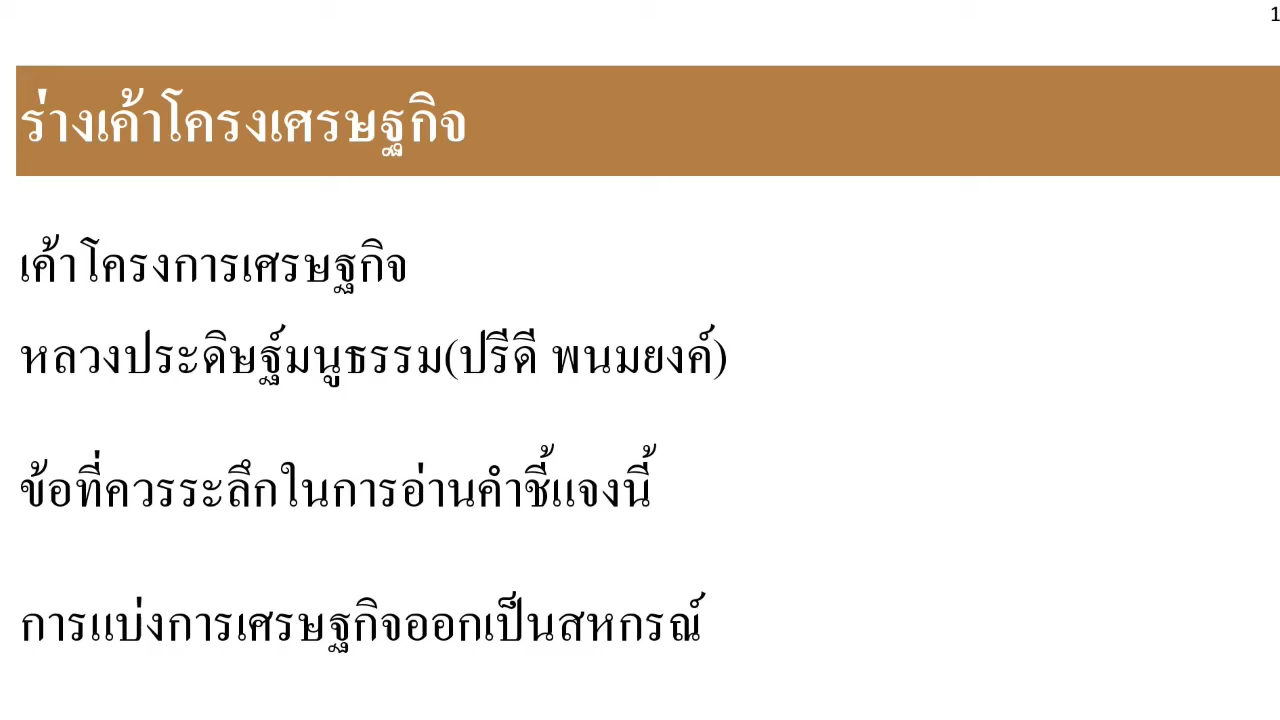 1
ร่างเค้าโครงเศรษฐกิจ
เค้าโครงการเศรษฐกิจ
หลวงประดิษฐ์มนูธรรม(ปรีดี พนมยงค์)
ข้อที่ควรระลึกในการอ่านคำชี้แจงนี้
การแบ่งการเศรษฐกิจออกเป็นสหกรณ์